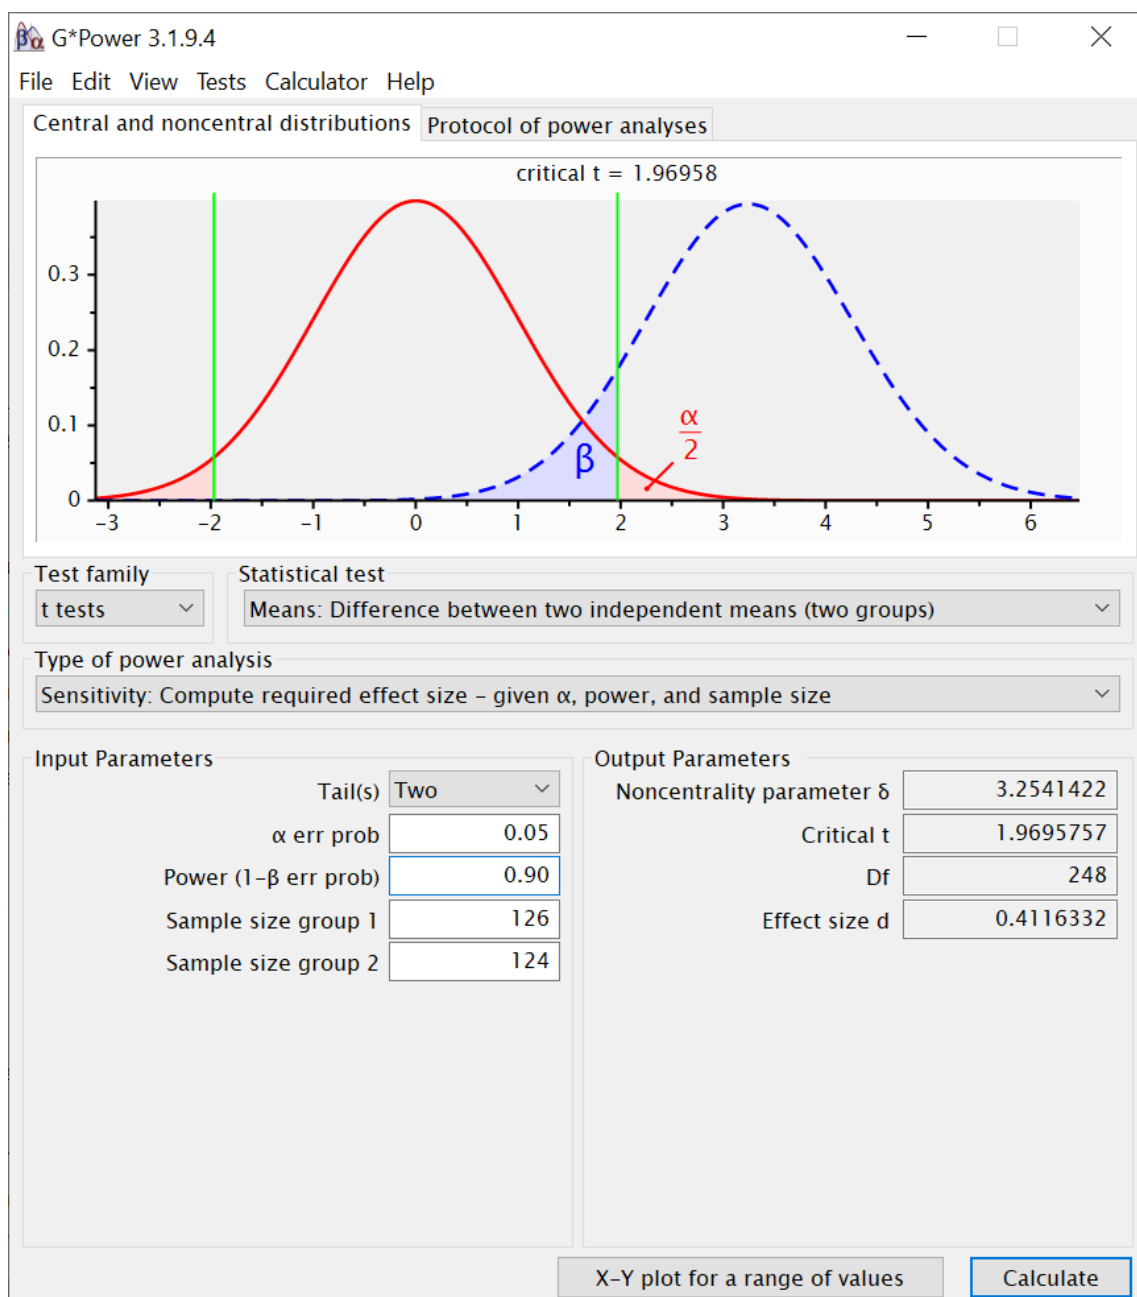 G*Power 3.1.9.4
File Edit View Tests Calculator Help
Central and noncentral distributions Protocol of power analyses
critical t = 1.96958
0.3
0.2
0.1
0
β
α
2
-3 -2 -1 0 1 2 3 4 5 6
Test family Statistical test
t tests Means: Difference between two independent means (two groups)
Type of power analysis
Sensitivity: Compute required effect size – given α, power, and sample size
Input Parameters Output Parameters
Tail(s) Two Noncentrality parameter δ 3.2541422
α err prob 0.05 Critical t 1.9695757
Power (1-β err prob) 0.90 Df 248
Sample size group 1 126 Effect size d 0.4116332
Sample size group 2 124
X-Y plot for a range of values Calculate